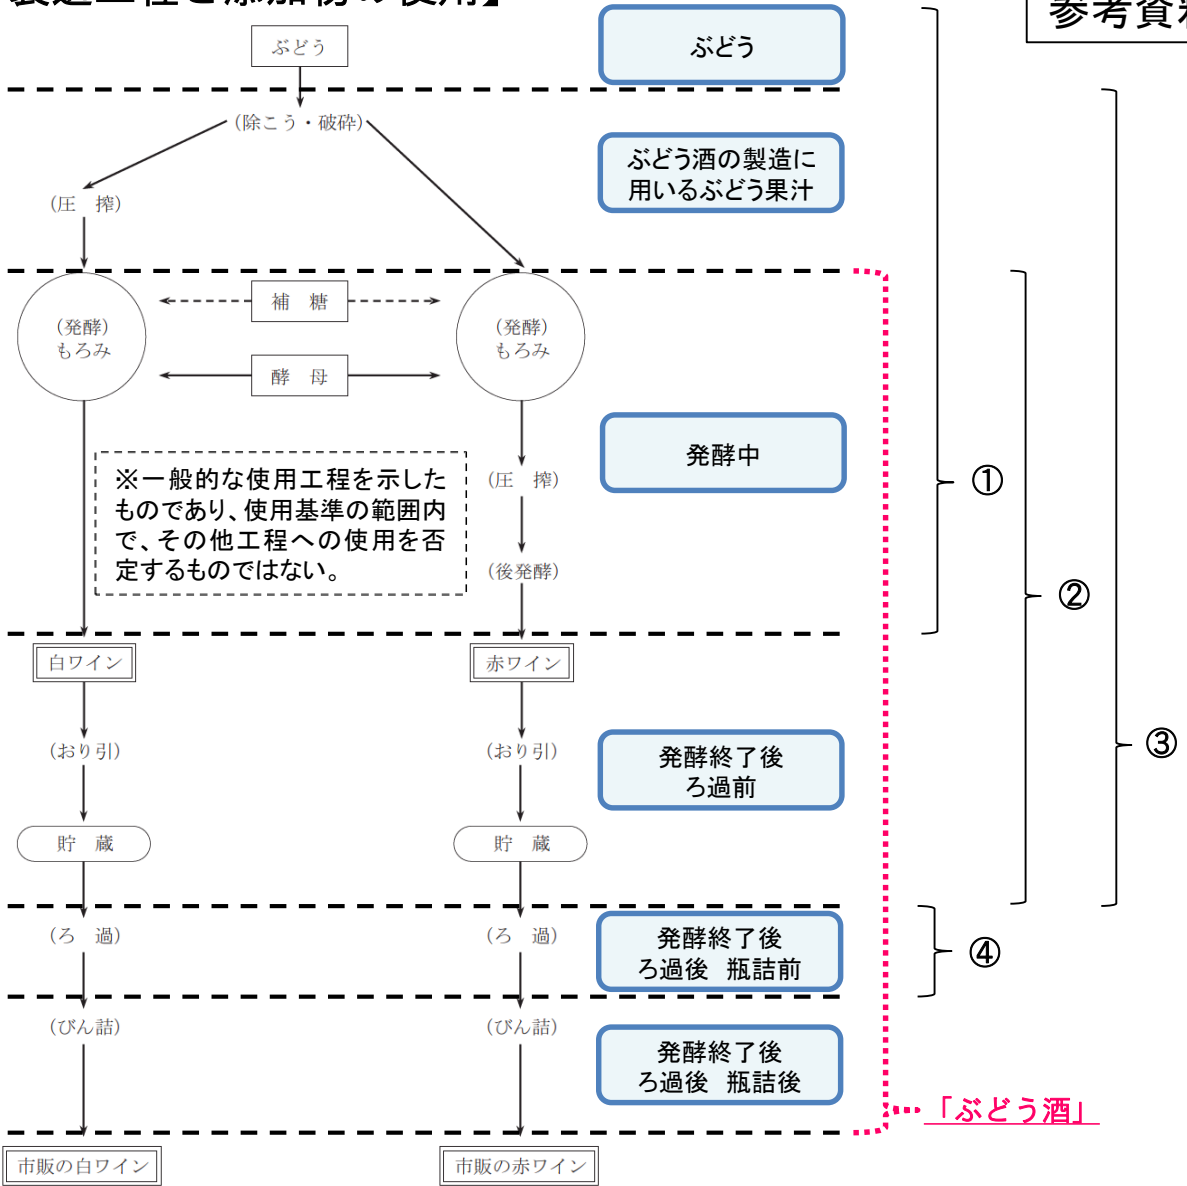 製造工程と添加物の使用】
参考資料
ぶどう
ぶどう
(除こう・破砕)
ぶどう酒の製造に
用いるぶどう果汁
(圧 搾)
補 糖
(発酵)
もろみ
(発酵)
もろみ
酵 母
発酵中
※一般的な使用工程を示した
ものであり、使用基準の範囲内
で、その他工程への使用を否
定するものではない。
(圧 搾)
(後発酵)
①
②
③
白ワイン
赤ワイン
(おり引)
(おり引)
発酵終了後
ろ過前
貯 蔵
貯 蔵
(ろ 過)
(ろ 過)
発酵終了後
ろ過後 瓶詰前
④
(びん詰)
(びん詰)
発酵終了後
ろ過後 瓶詰後
「ぶどう酒」
市販の白ワイン
市販の赤ワイン